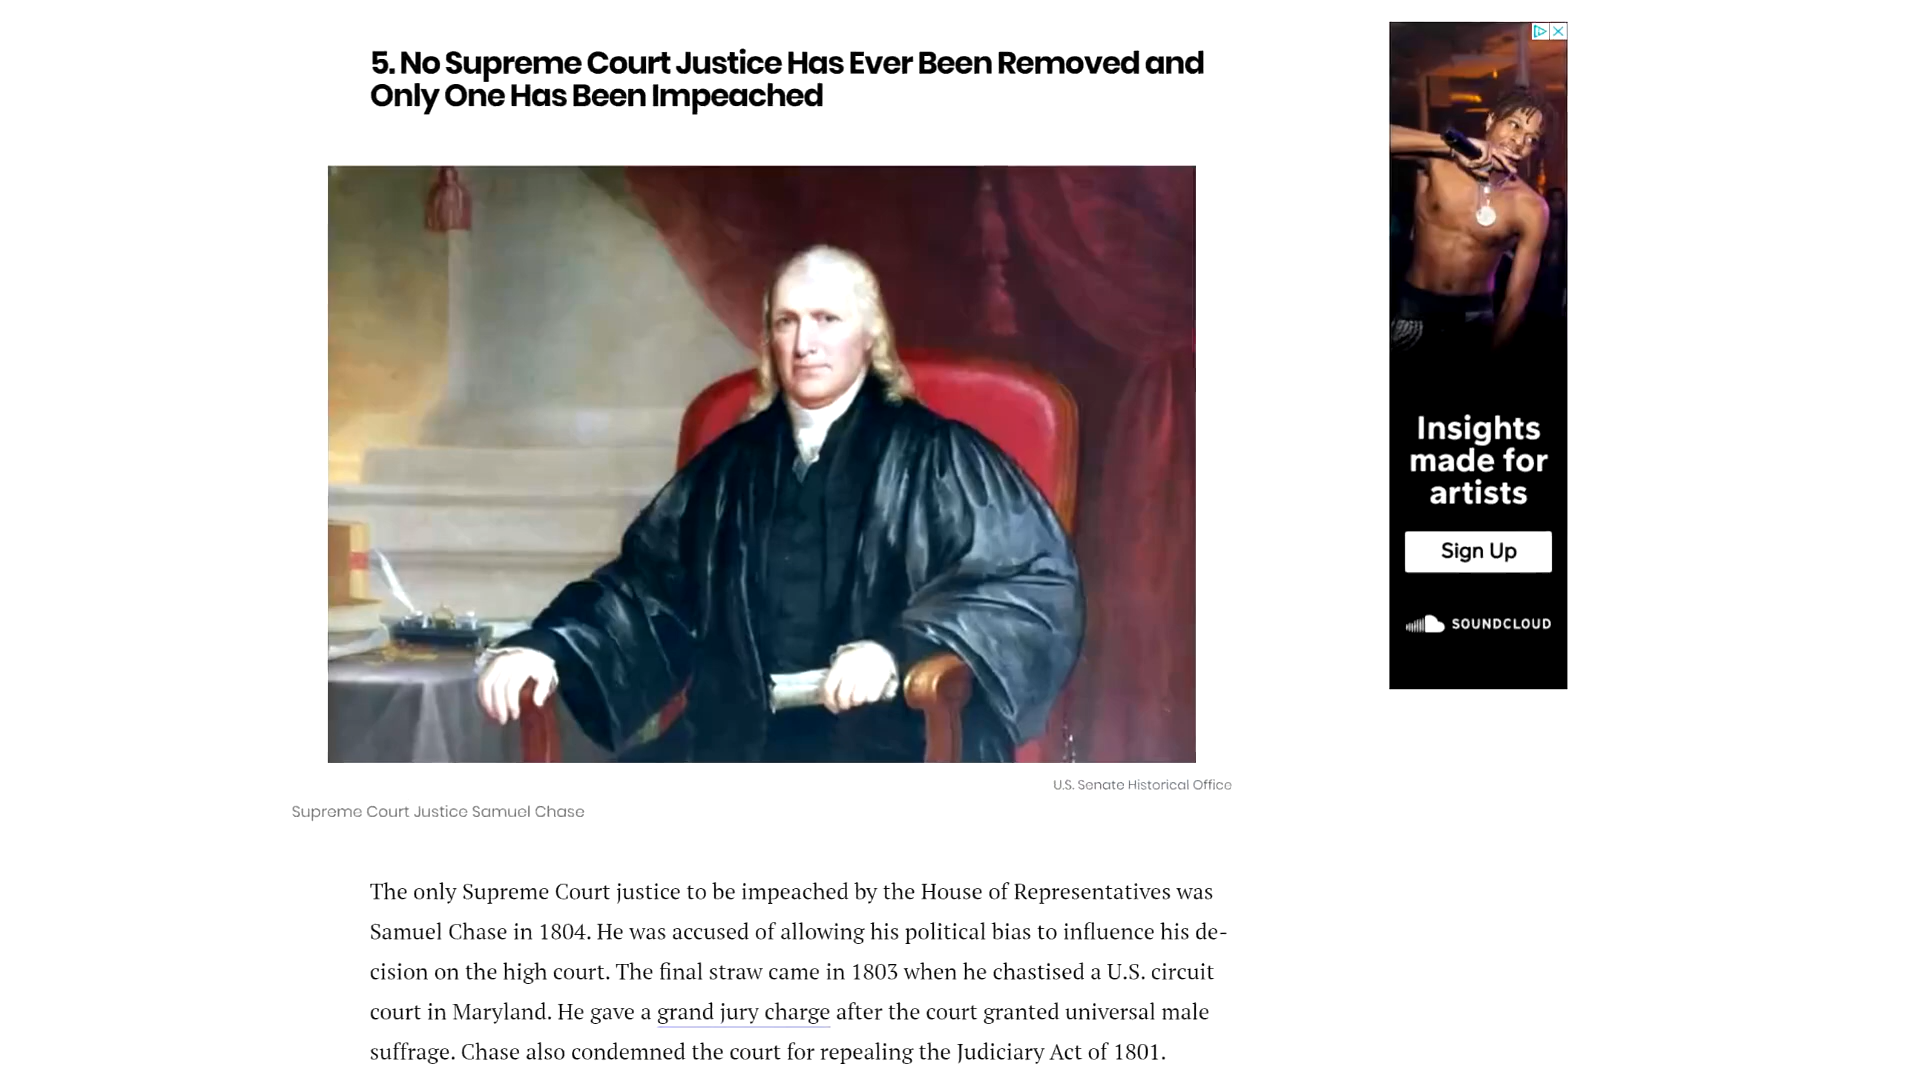 5. No Supreme Court Justice Has Ever Been Removed and
Only One Has Been Impeached
U.S. Senate Historical Office
Supreme Court Justice Samuel Chase
The only Supreme Court justice to be impeached by the House of Representatives was
Samuel Chase in 1804. He was accused of allowing his political bias to influence his de-
cision on the high court. The final straw came in 1803 when he chastised a U.S. circuit
court in Maryland. He gave a grand jury charge after the court granted universal male
suffrage. Chase also condemned the court for repealing the Judiciary Act of 1801.
Insights
made for
artists
Sign Up
SOUNDCLOUD